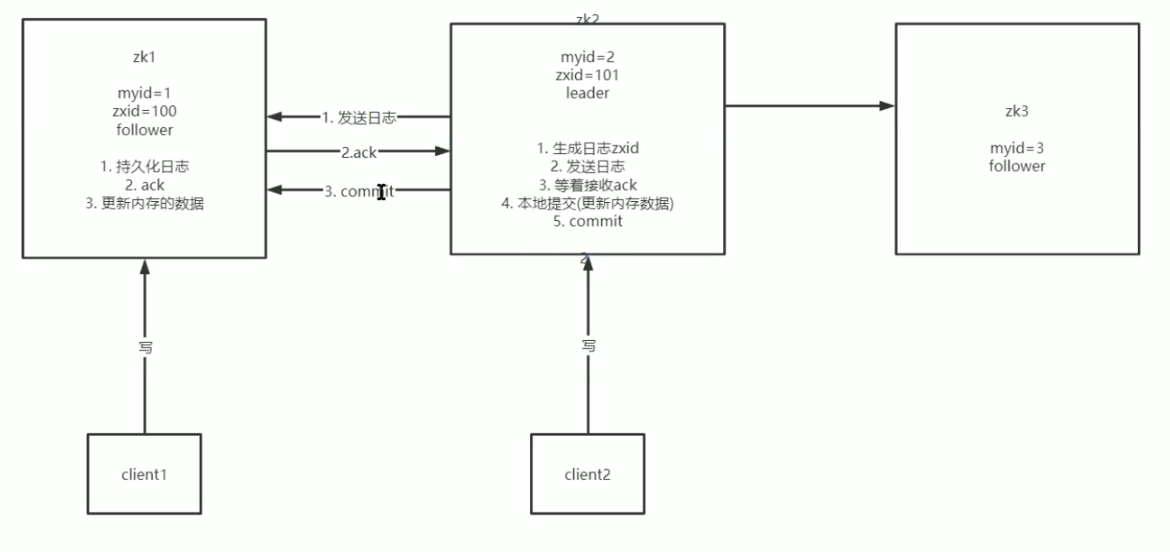 zk2
zk1
myid=1
zxid=100
follower
1. 持久化日志
2. ack
3. 更新内存的数据
1. 发送日志
2.ack
3. commit
myid=2
zxid=101
leader
1. 生成日志zxid
2. 发送日志
3. 等着接收ack
4. 本地提交(更新内存数据)
5. commit
zk3
myid=3
follower
写
写
client1
client2